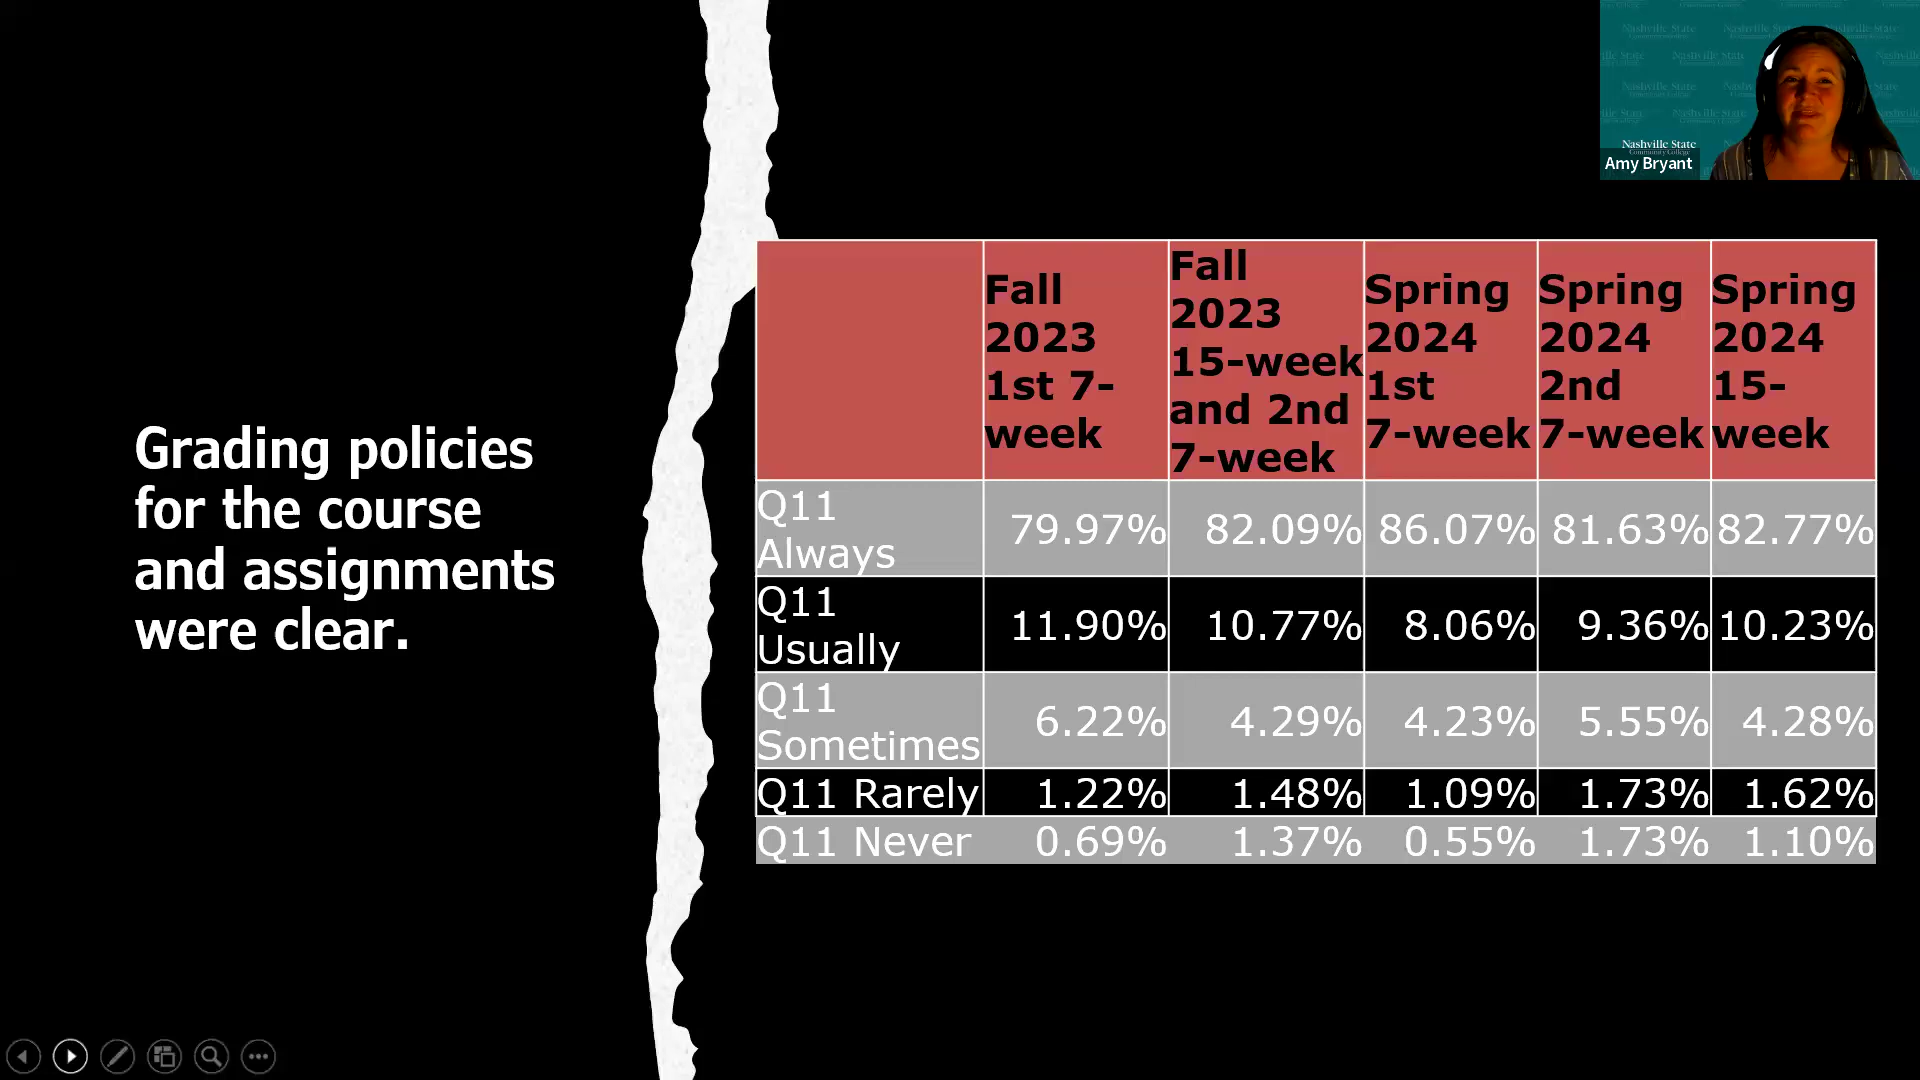 Grading policies
for the course
and assignments
were clear.
Nashville State
Community College
Amy Bryant
Fall 2023 1st 7-week
Fall 2023 15-week and 2nd 7-week
Spring 2024 1st 7-week
Spring 2024 2nd 7-week
Spring 2024 15-week
Q11 Always 79.97% 82.09% 86.07% 81.63% 82.77%
Q11 Usually 11.90% 10.77% 8.06% 9.36% 10.23%
Q11 Sometimes 6.22% 4.29% 4.23% 5.55% 4.28%
Q11 Rarely 1.22% 1.48% 1.09% 1.73% 1.62%
Q11 Never 0.69% 1.37% 0.55% 1.73% 1.10%